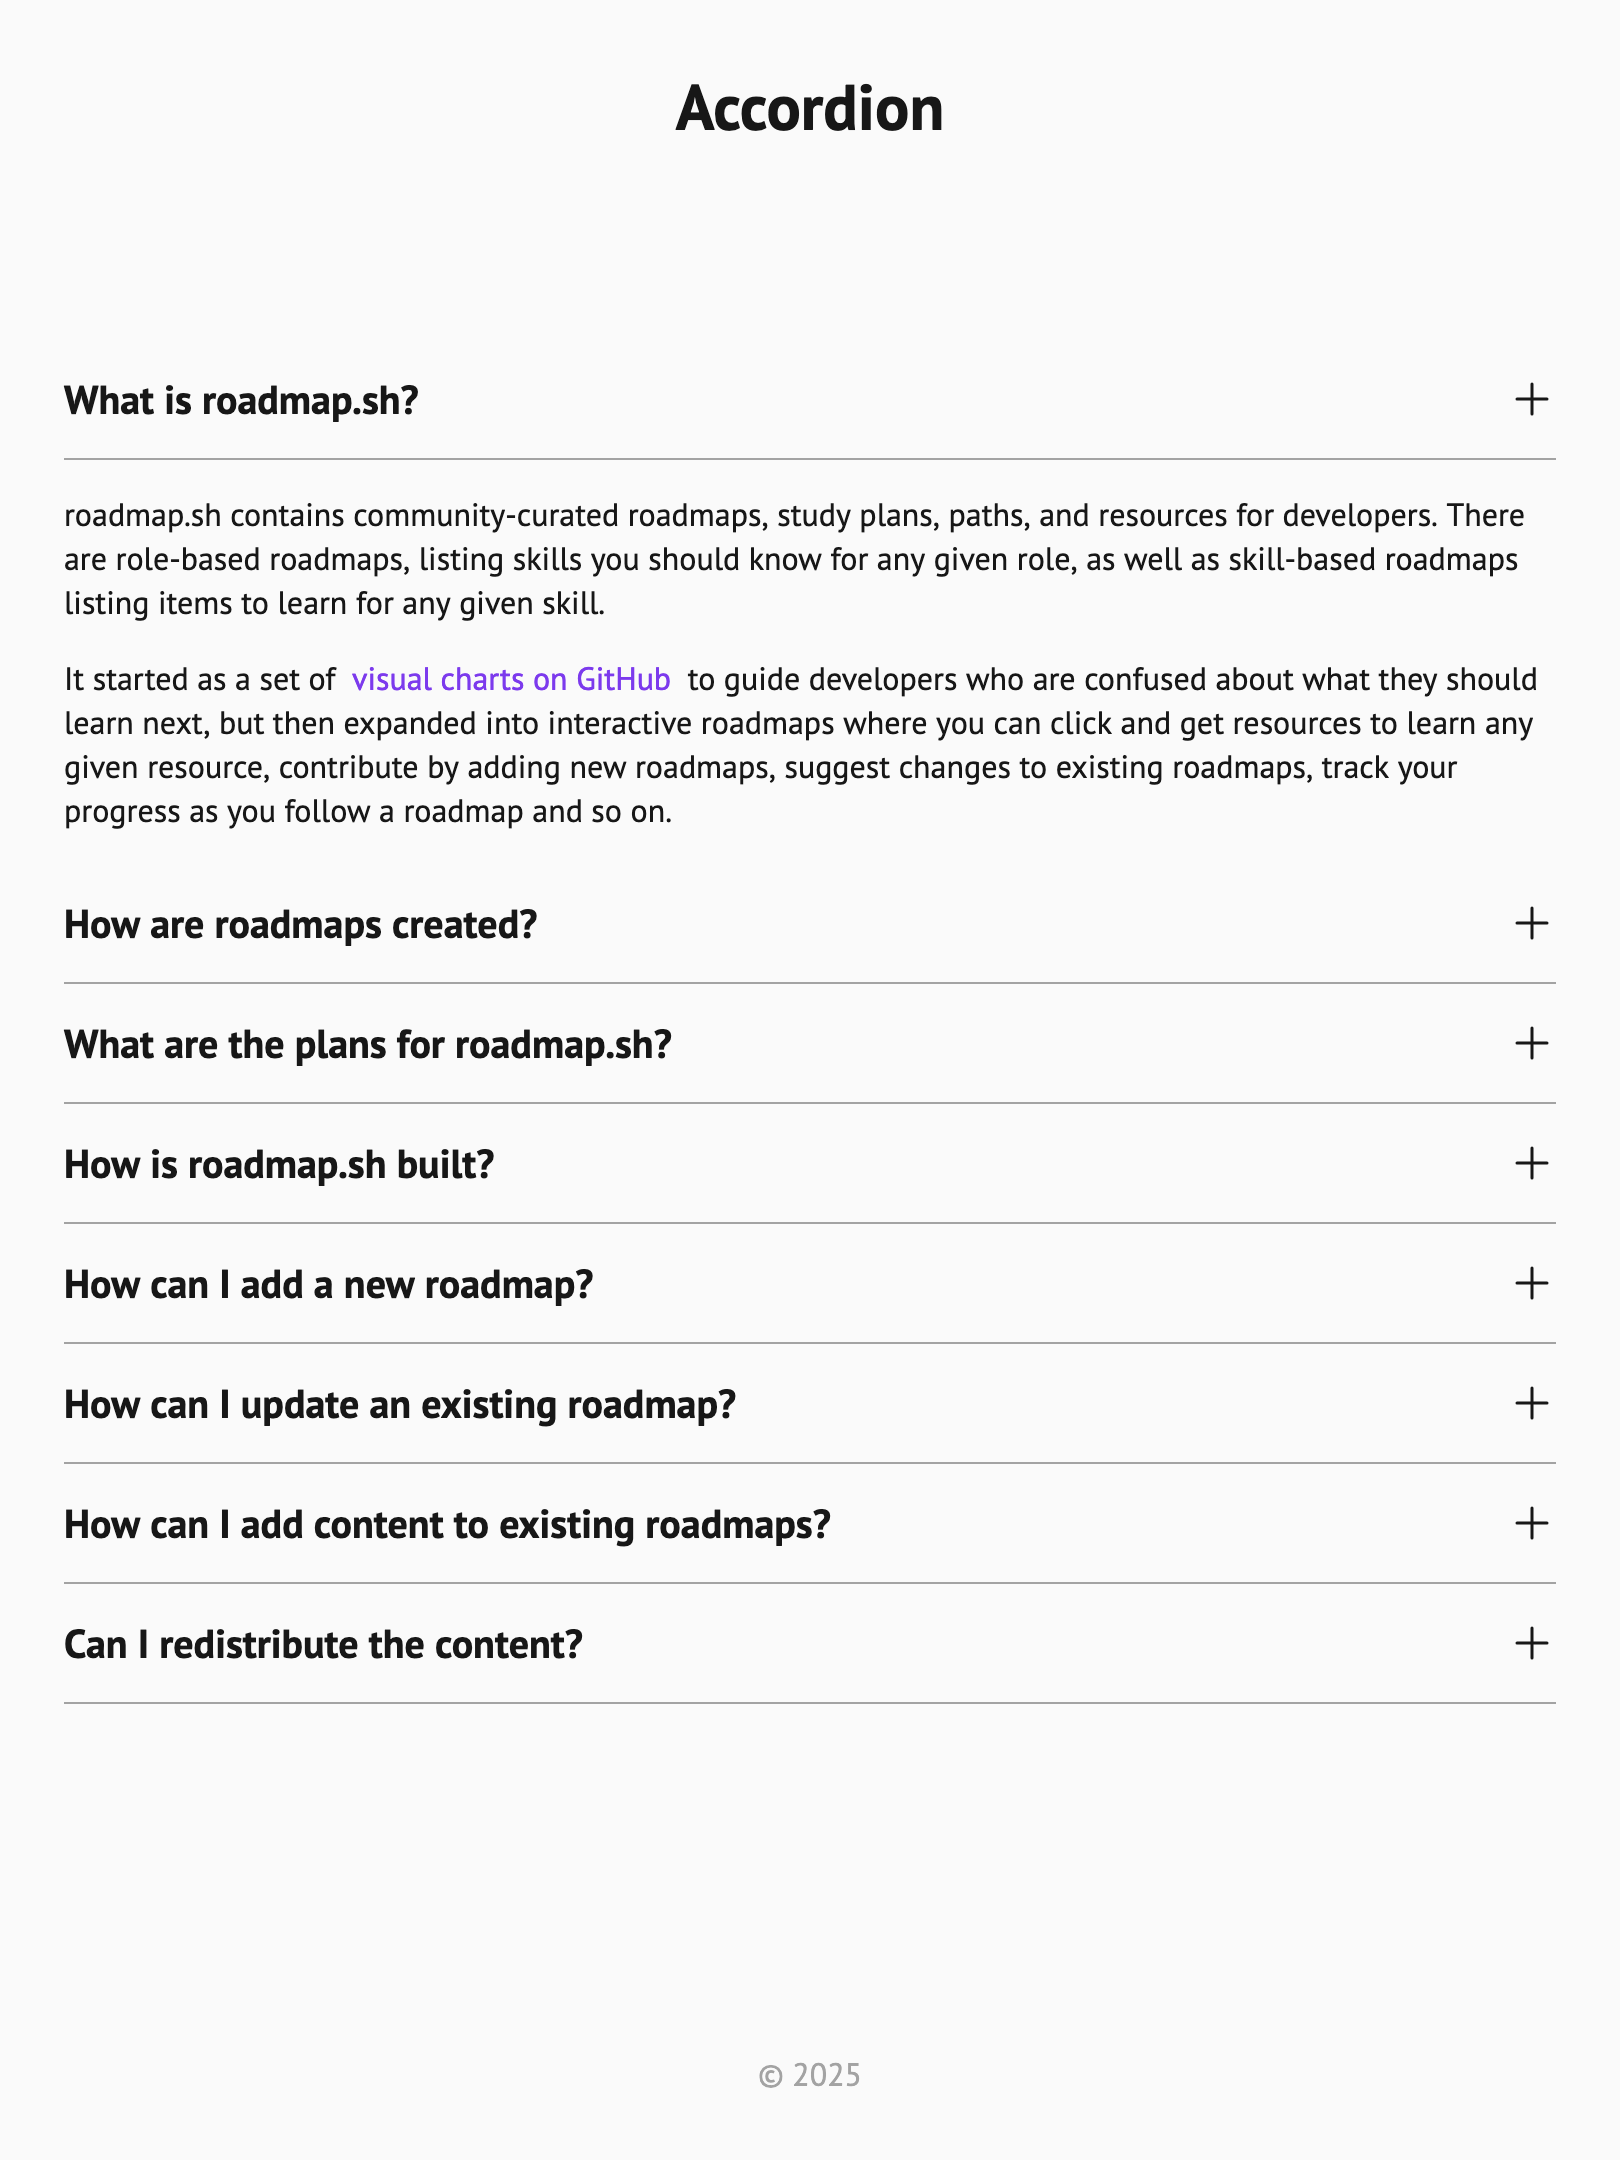 Accordion
What is roadmap.sh?
roadmap.sh contains community-curated roadmaps, study plans, paths, and resources for developers. There
are role-based roadmaps, listing skills you should know for any given role, as well as skill-based roadmaps
listing items to learn for any given skill.
It started as a set of visual charts on GitHub to guide developers who are confused about what they should
learn next, but then expanded into interactive roadmaps where you can click and get resources to learn any
given resource, contribute by adding new roadmaps, suggest changes to existing roadmaps, track your
progress as you follow a roadmap and so on.
How are roadmaps created?
What are the plans for roadmap.sh?
How is roadmap.sh built?
How can I add a new roadmap?
How can I update an existing roadmap?
How can I add content to existing roadmaps?
Can I redistribute the content?
© 2025